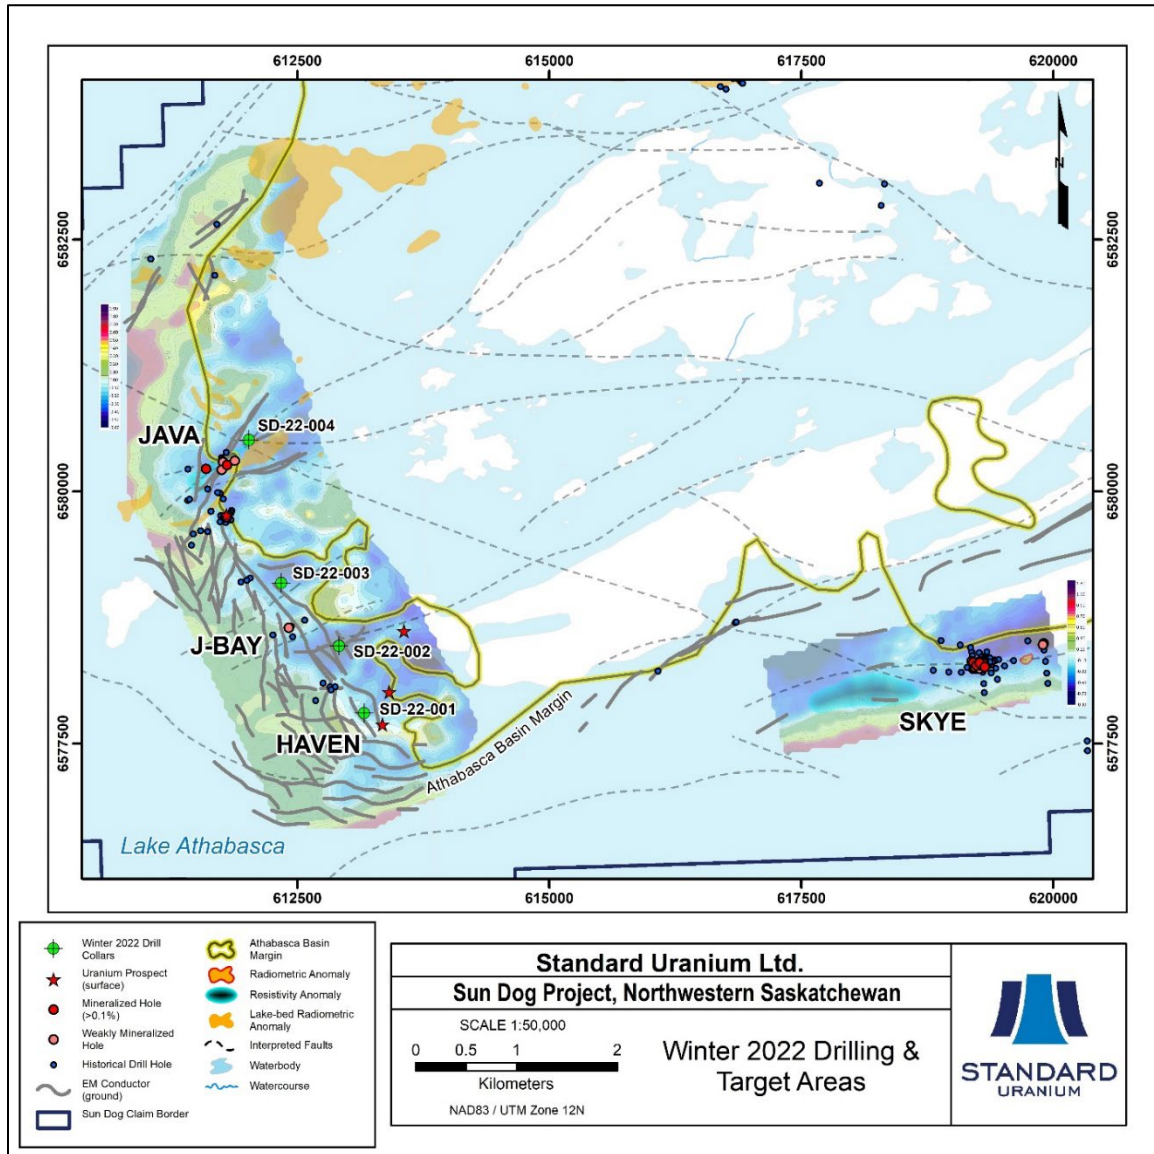 612500
615000
617500
620000
6582500
6582500
N
JAVA
SD-22-004
6580000
6580000
SD-22-003
J-BAY
SD-22-002
SD-22-001
HAVEN
SKYE
Athabasca Basin Margin
6577500
6577500
Lake Athabasca
612500
615000
617500
620000
Winter 2022 Drill
Collars
Uranium Prospect
(surface)
Mineralized Hole
(>0.1%)
Weakly Mineralized
Hole
Historical Drill Hole
EM Conductor
(ground)
Sun Dog Claim Border
Athabasca Basin
Margin
Radiometric Anomaly
Resistivity Anomaly
Lake-bed Radiometric
Anomaly
Interpreted Faults
Waterbody
Watercourse
Standard Uranium Ltd.
Sun Dog Project, Northwestern Saskatchewan
SCALE 1:50,000
0 0.5 1 2
Kilometers
NAD83 / UTM Zone 12N
Winter 2022 Drilling &
Target Areas
STANDARD
URANIUM